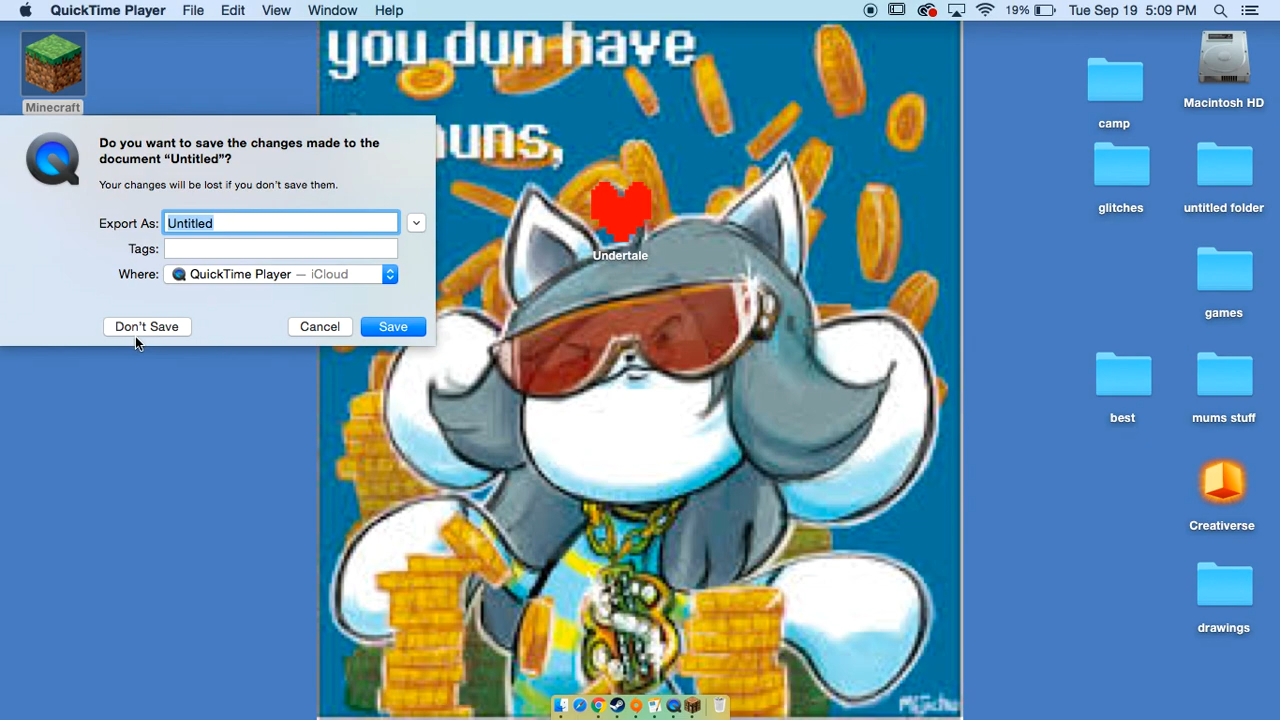 QuickTime Player File Edit View Window Help 19% Tue Sep 19 5:09 PM
you dun have
muns,
Minecraft
Do you want to save the changes made to the
document “Untitled”?
Your changes will be lost if you don’t save them.
Export As: Untitled
Tags:
Where: QuickTime Player — iCloud
Don’t Save Cancel Save
Undertale
camp
Macintosh HD
glitches
untitled folder
games
best
mums stuff
Creativerse
drawings